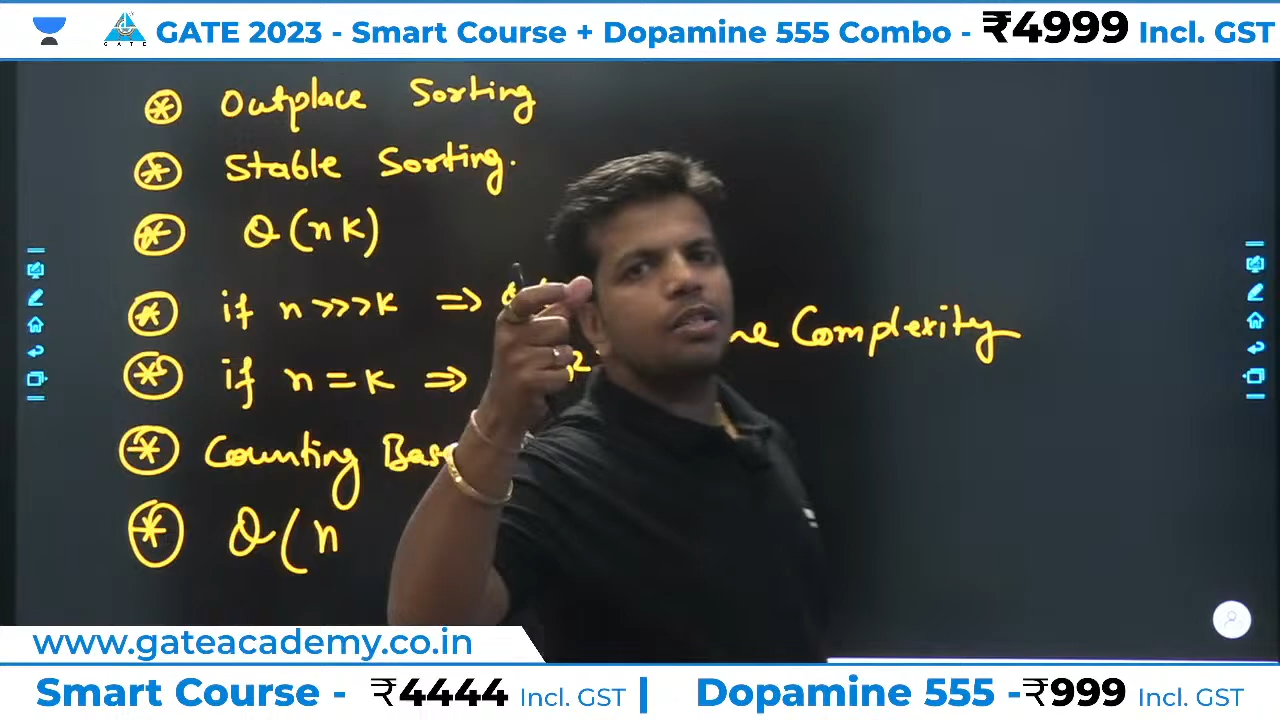 GATE 2023 - Smart Course + Dopamine 555 Combo - ₹4999 Incl. GST
GATE
Outplace Sorting
Stable Sorting.
θ(nk)
if n >>> k ⇒
Complexity
if n = k ⇒
Counting
θ(n
www.gateacademy.co.in
Smart Course - ₹4444 Incl. GST | Dopamine 555 -₹999 Incl. GST